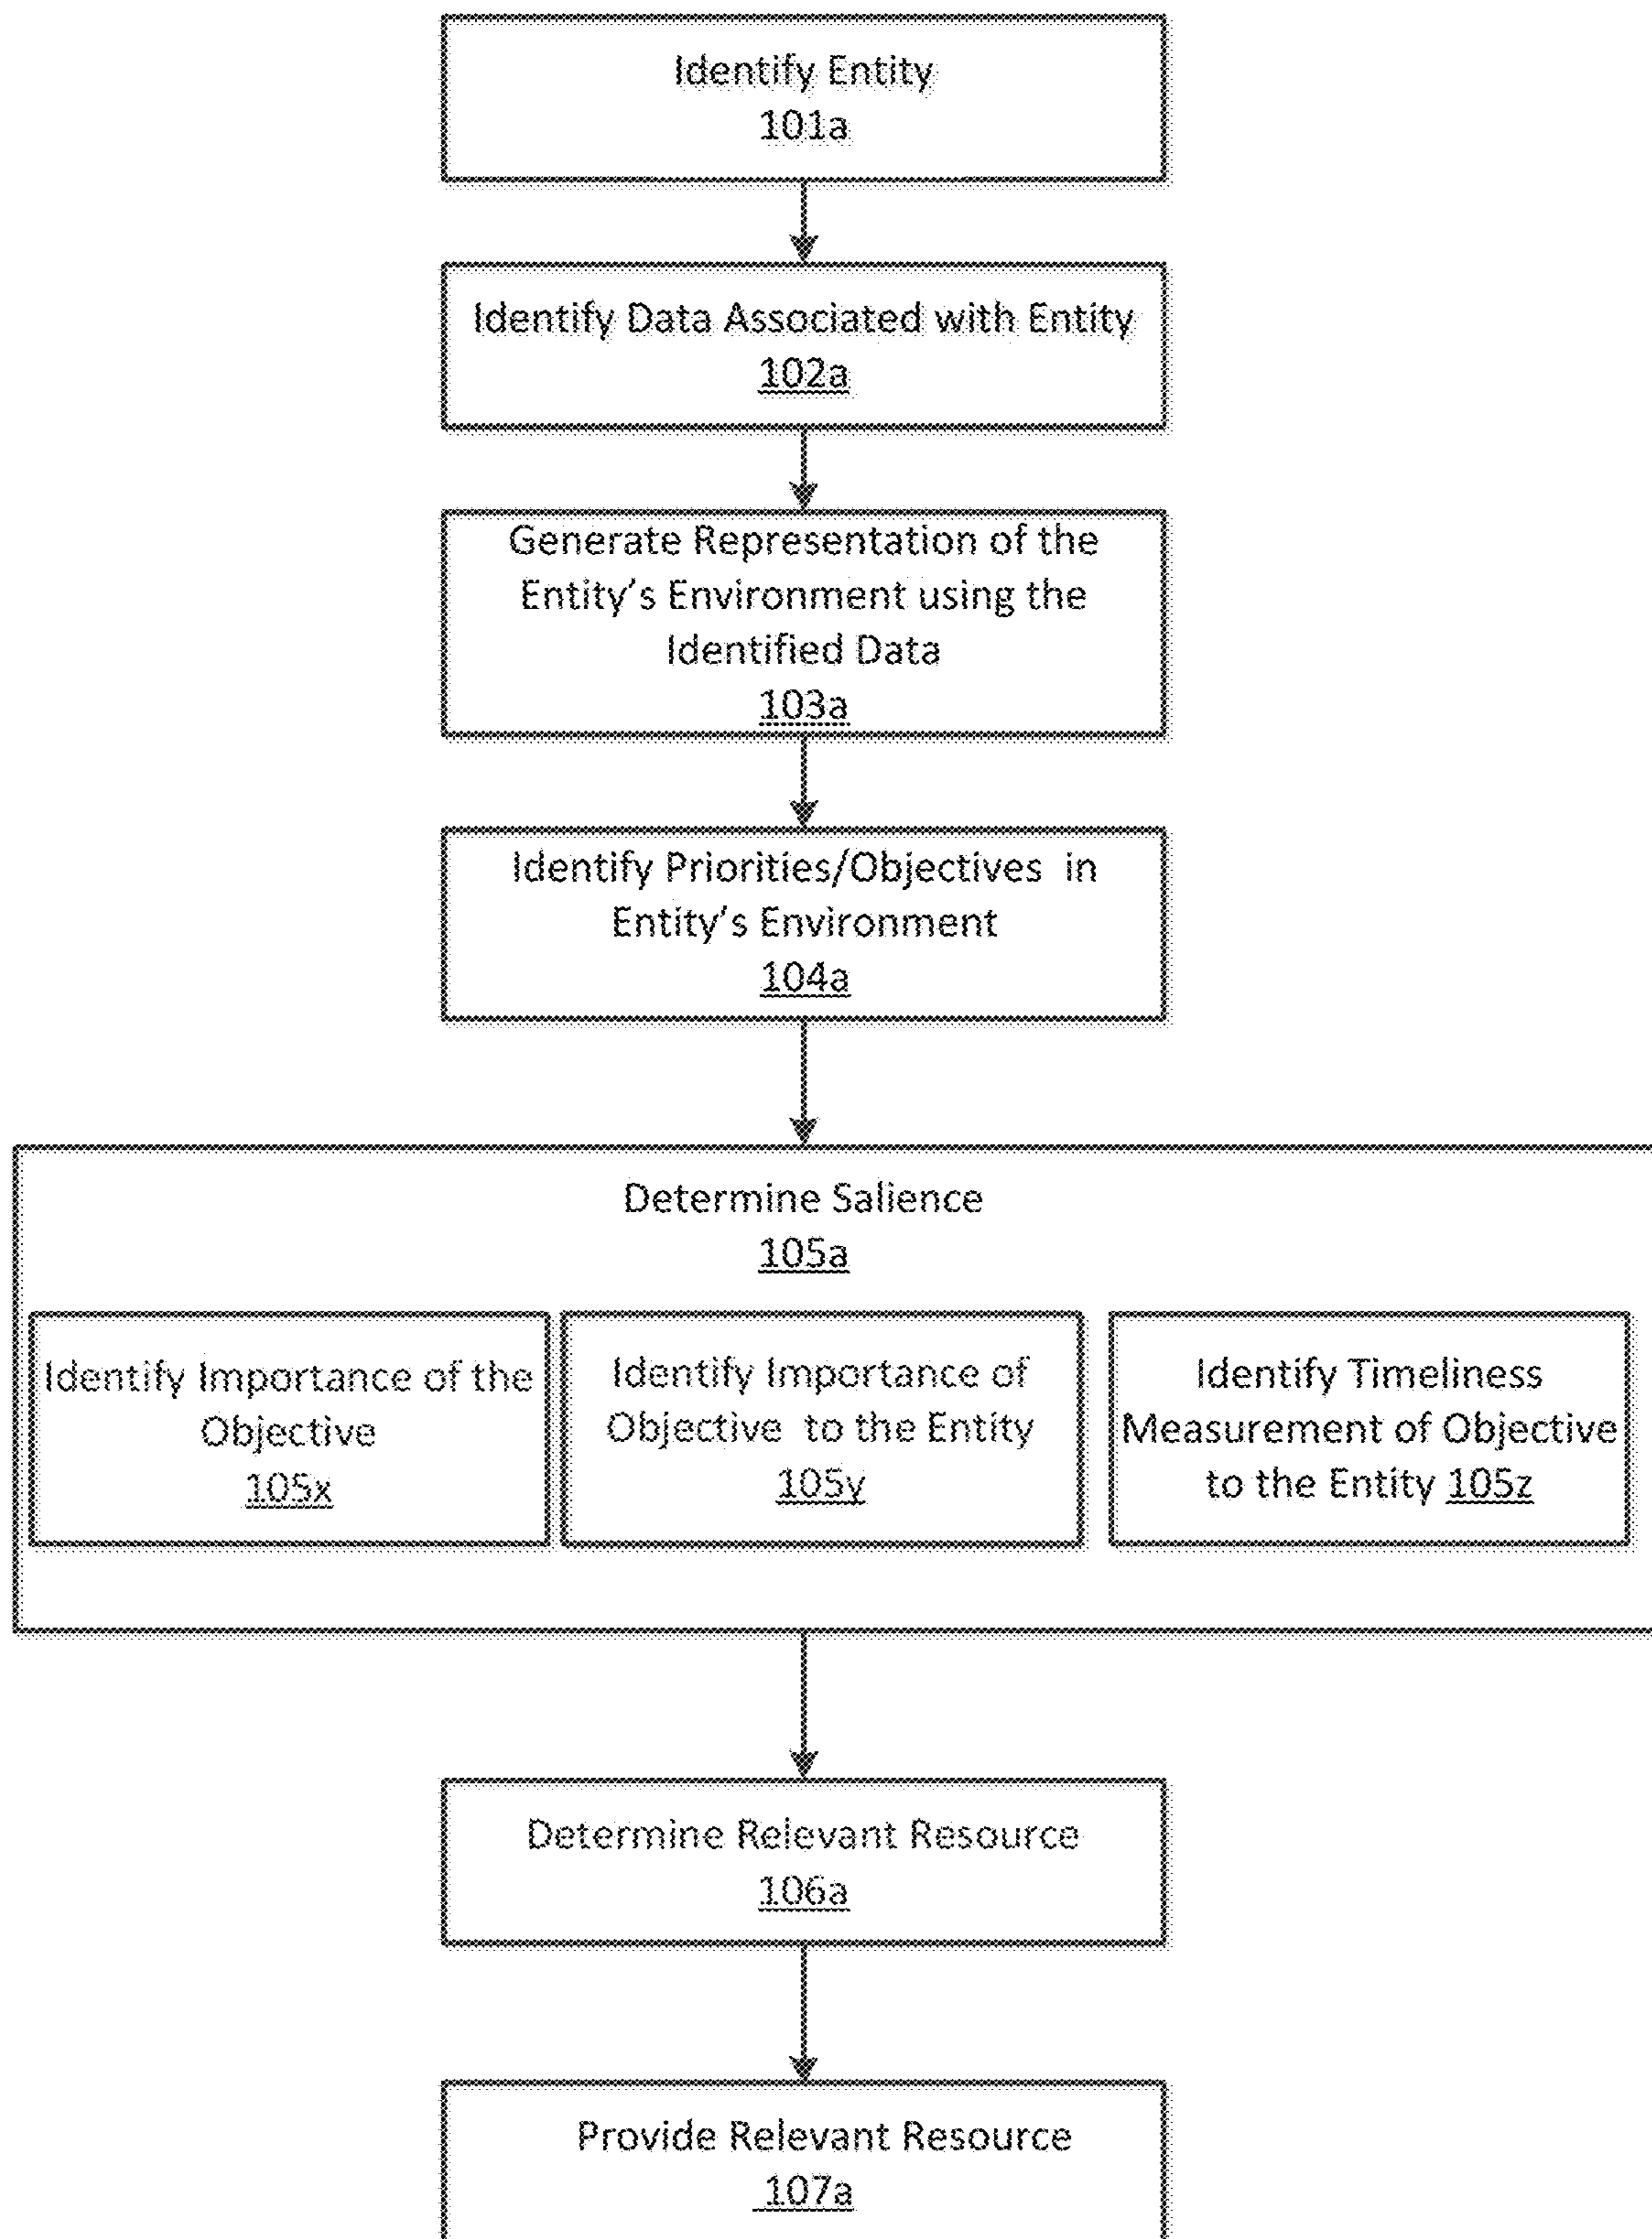 Identify Entity
101a
Identify Data Associated with Entity
102a
Generate Representation of the
Entity's Environment using the
Identified Data
103a
Identify Priorities/Objectives in
Entity's Environment
104a
Determine Salience
105a
Identify Importance of the
Objective
105x
Identify Importance of
Objective to the Entity
105y
Identify Timeliness
Measurement of Objective
to the Entity 105z
Determine Relevant Resource
106a
Provide Relevant Resource
107a